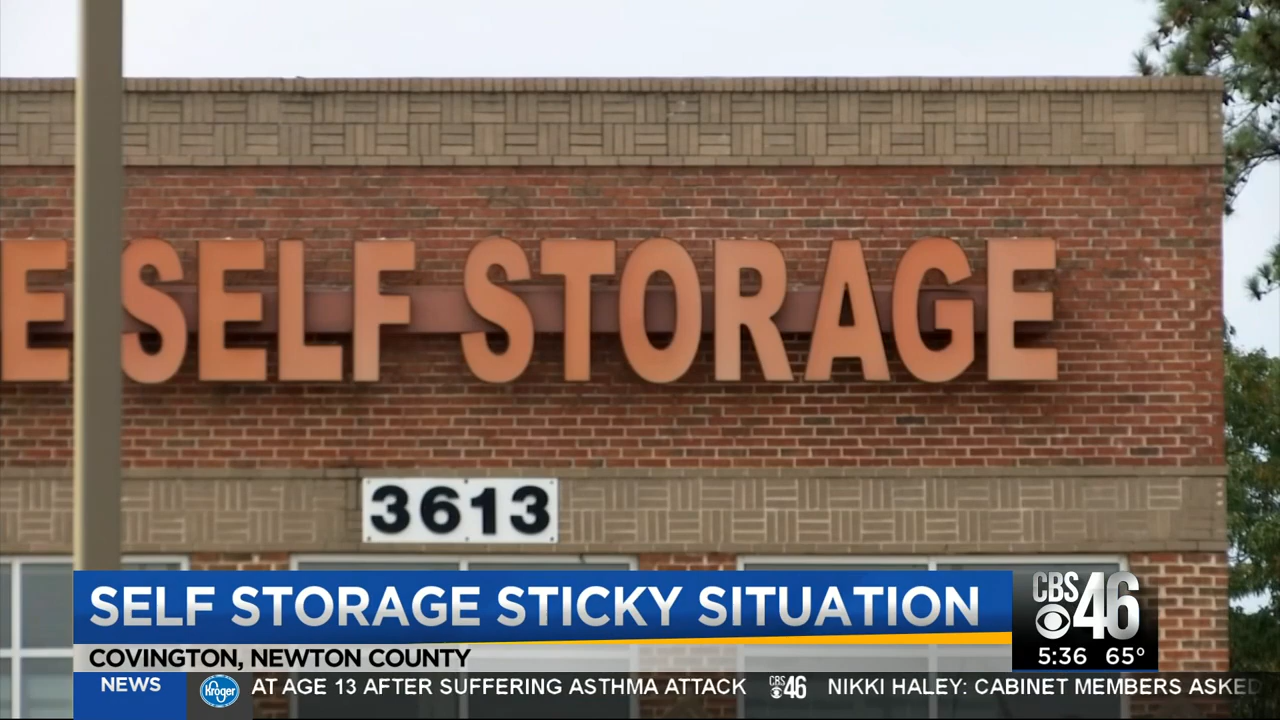 E SELF STORAGE
3613
SELF STORAGE STICKY SITUATION
COVINGTON, NEWTON COUNTY
CBS 46
5:36 65°
NEWS
Kroger
AT AGE 13 AFTER SUFFERING ASTHMA ATTACK
CBS 46
NIKKI HALEY: CABINET MEMBERS ASKED